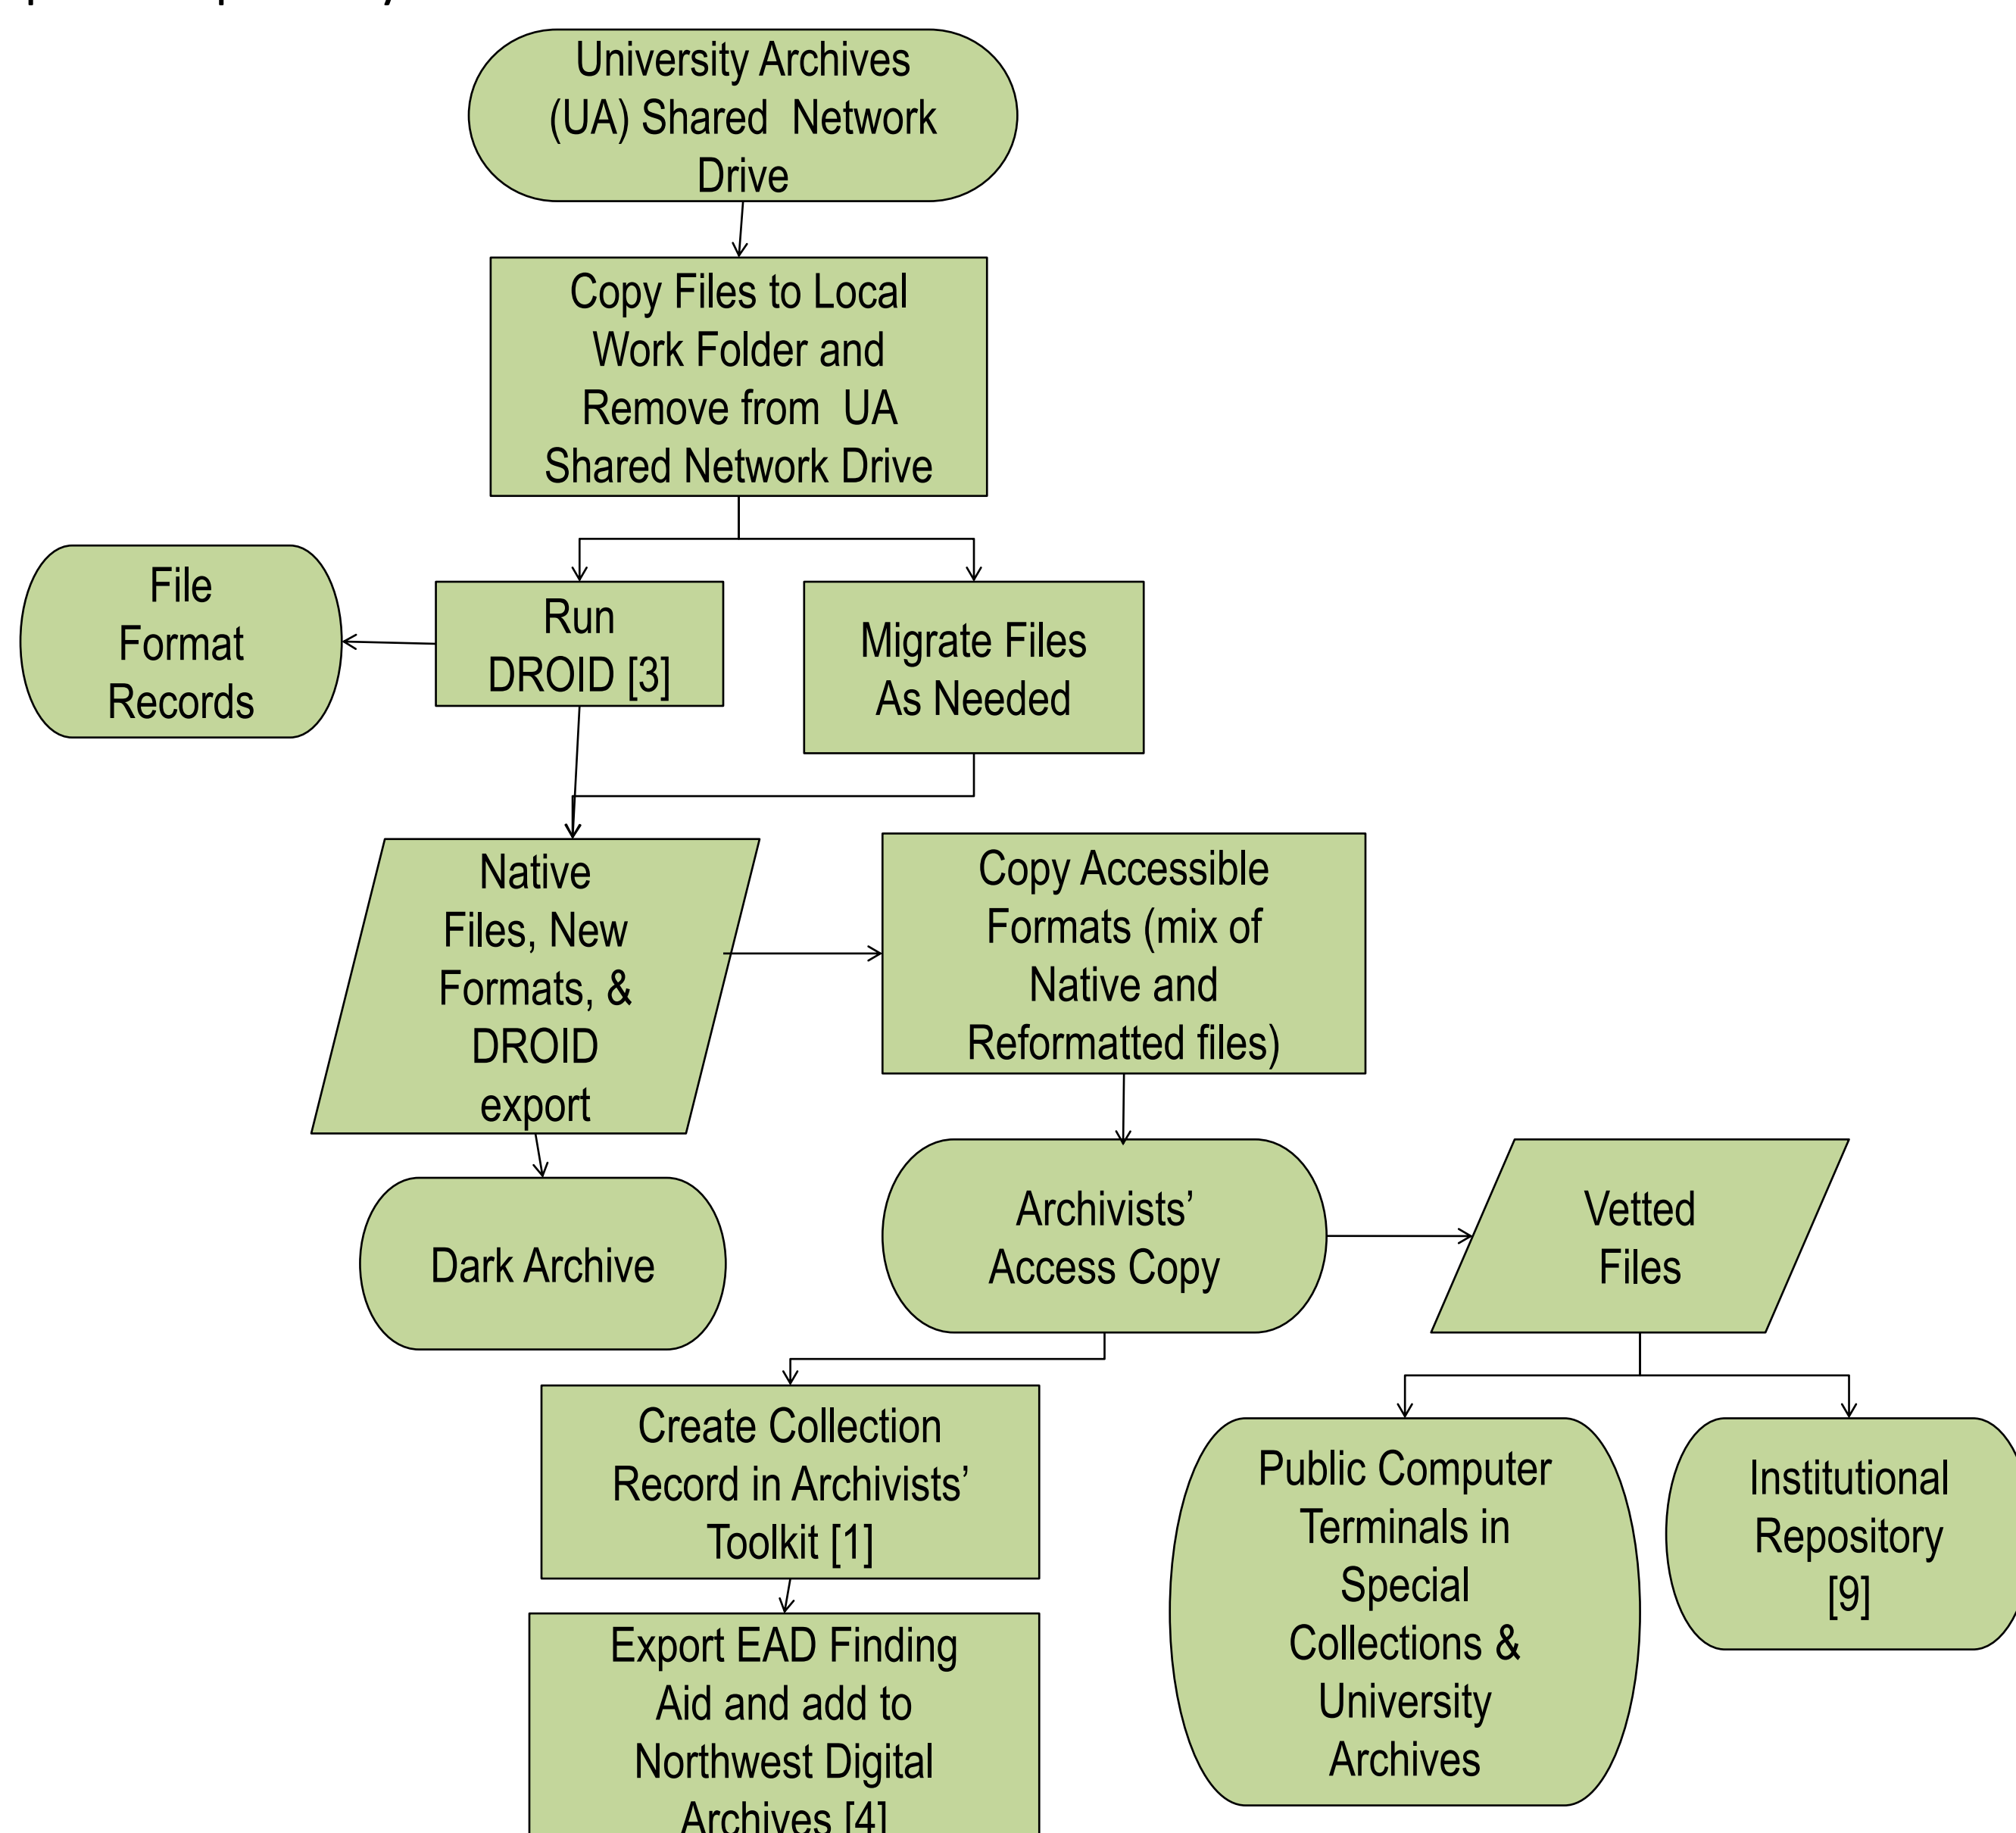 University Archives
(UA) Shared Network
Drive
Copy Files to Local
Work Folder and
Remove from UA
Shared Network Drive
File
Format
Records
Run
DROID [3]
Migrate Files
As Needed
Native
Files, New
Formats, &
DROID
export
Copy Accessible
Formats (mix of
Native and
Reformatted files)
Dark Archive
Archivists’
Access Copy
Vetted
Files
Create Collection
Record in Archivists’
Toolkit [1]
Public Computer
Terminals in
Special
Collections &
University
Archives
Institutional
Repository
[9]
Export EAD Finding
Aid and add to
Northwest Digital
Archives [4]